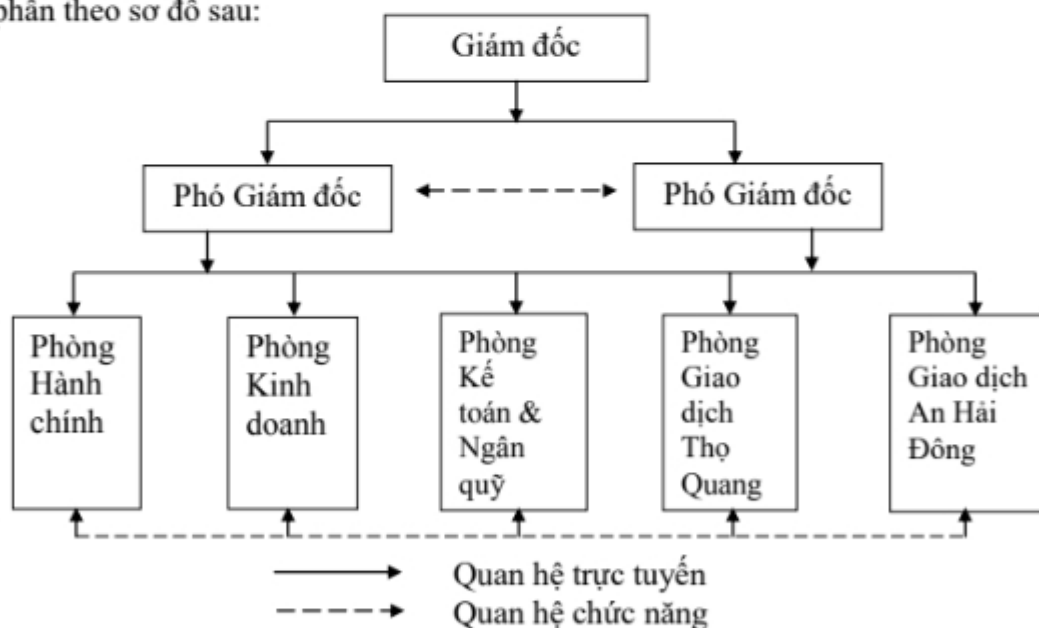 phân theo sơ đồ sau:
Giám đốc
Phó Giám đốc
Phó Giám đốc
Phòng
Hành
chính
Phòng
Kinh
doanh
Phòng
Kế
toán &
Ngân
quỹ
Phòng
Giao
dịch
Thọ
Quang
Phòng
Giao dịch
An Hải
Đông
Quan hệ trực tuyến
Quan hệ chức năng